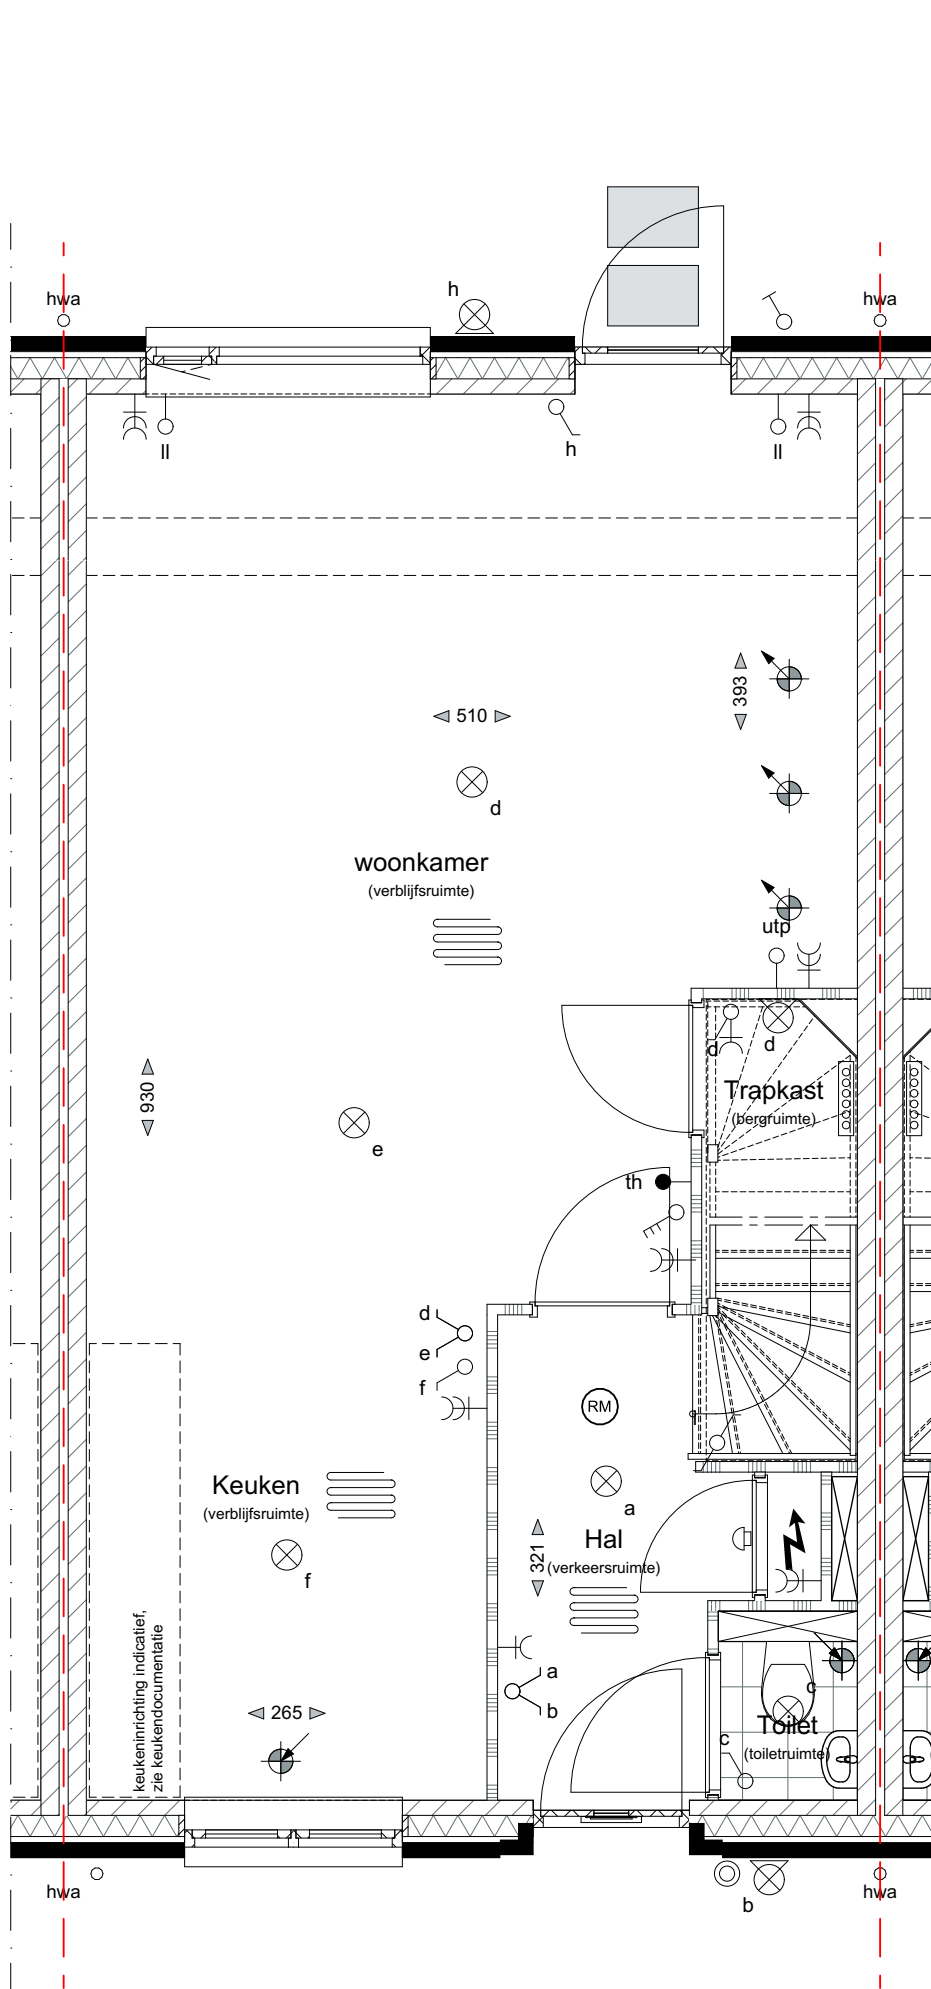 h
hwa
hwa
ll
h
ll
393
510
d
woonkamer
(verblijfsruimte)
utp
d
d
Trapkast
(bergruimte)
930
e
th
d
e
f
RM
Keuken
(verblijfsruimte)
a
Hal
(verkeersruimte)
321
f
keukeninrichting indicatief,
zie keukendocumentatie
a
b
265
c
Toilet
(toiletruimte)
c
hwa
hwa
b